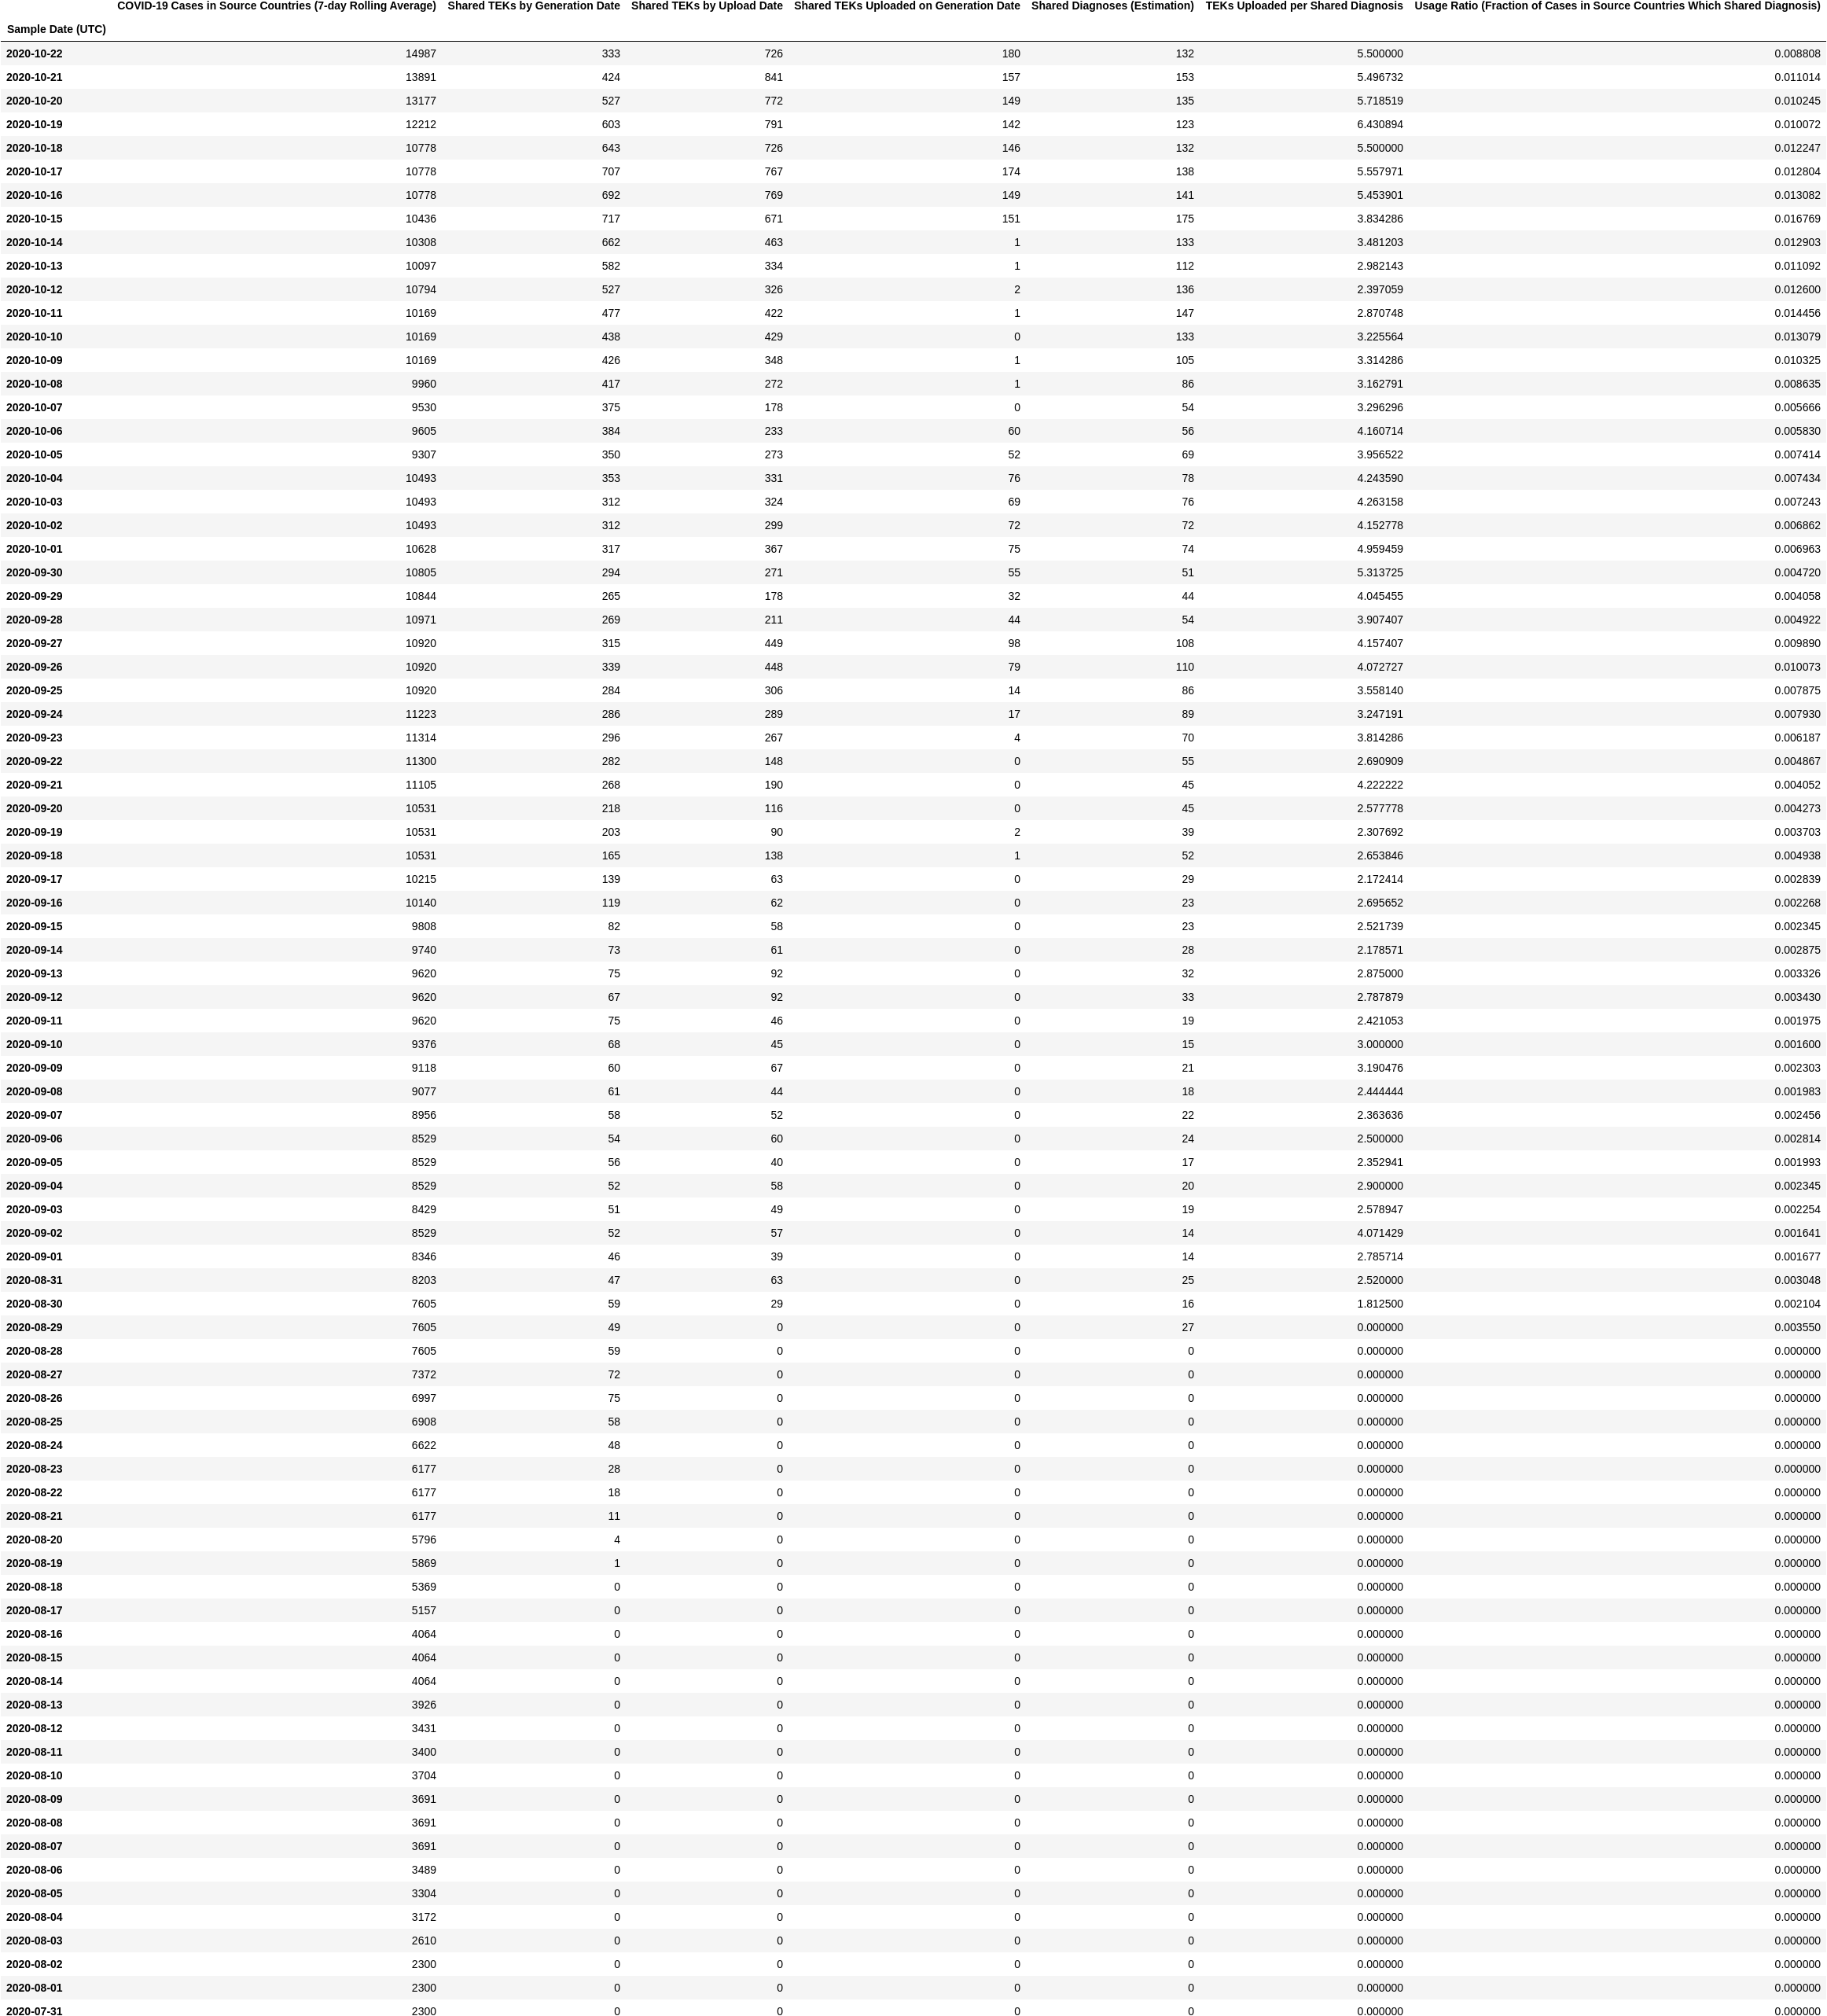 COVID-19 Cases in Source Countries (7-day Rolling Average) Shared TEKs by Generation Date Shared TEKs by Upload Date Shared TEKs Uploaded on Generation Date Shared Diagnoses (Estimation) TEKs Uploaded per Shared Diagnosis Usage Ratio (Fraction of Cases in Source Countries Which Shared Diagnosis)
Sample Date (UTC)
2020-10-22 14987 333 726 180 132 5.500000 0.008808
2020-10-21 13891 424 841 157 153 5.496732 0.011014
2020-10-20 13177 527 772 149 135 5.718519 0.010245
2020-10-19 12212 603 791 142 123 6.430894 0.010072
2020-10-18 10778 643 726 146 132 5.500000 0.012247
2020-10-17 10778 707 767 174 138 5.557971 0.012804
2020-10-16 10778 692 769 149 141 5.453901 0.013082
2020-10-15 10436 717 671 151 175 3.834286 0.016769
2020-10-14 10308 662 463 1 133 3.481203 0.012903
2020-10-13 10097 582 334 1 112 2.982143 0.011092
2020-10-12 10794 527 326 2 136 2.397059 0.012600
2020-10-11 10169 477 422 1 147 2.870748 0.014456
2020-10-10 10169 438 429 0 133 3.225564 0.013079
2020-10-09 10169 426 348 1 105 3.314286 0.010325
2020-10-08 9960 417 272 1 86 3.162791 0.008635
2020-10-07 9530 375 178 0 54 3.296296 0.005666
2020-10-06 9605 384 233 60 56 4.160714 0.005830
2020-10-05 9307 350 273 52 69 3.956522 0.007414
2020-10-04 10493 353 331 76 78 4.243590 0.007434
2020-10-03 10493 312 324 69 76 4.263158 0.007243
2020-10-02 10493 312 299 72 72 4.152778 0.006862
2020-10-01 10628 317 367 75 74 4.959459 0.006963
2020-09-30 10805 294 271 55 51 5.313725 0.004720
2020-09-29 10844 265 178 32 44 4.045455 0.004058
2020-09-28 10971 269 211 44 54 3.907407 0.004922
2020-09-27 10920 315 449 98 108 4.157407 0.009890
2020-09-26 10920 339 448 79 110 4.072727 0.010073
2020-09-25 10920 284 306 14 86 3.558140 0.007875
2020-09-24 11223 286 289 17 89 3.247191 0.007930
2020-09-23 11314 296 267 4 70 3.814286 0.006187
2020-09-22 11300 282 148 0 55 2.690909 0.004867
2020-09-21 11105 268 190 0 45 4.222222 0.004052
2020-09-20 10531 218 116 0 45 2.577778 0.004273
2020-09-19 10531 203 90 2 39 2.307692 0.003703
2020-09-18 10531 165 138 1 52 2.653846 0.004938
2020-09-17 10215 139 63 0 29 2.172414 0.002839
2020-09-16 10140 119 62 0 23 2.695652 0.002268
2020-09-15 9808 82 58 0 23 2.521739 0.002345
2020-09-14 9740 73 61 0 28 2.178571 0.002875
2020-09-13 9620 75 92 0 32 2.875000 0.003326
2020-09-12 9620 67 92 0 33 2.787879 0.003430
2020-09-11 9620 75 46 0 19 2.421053 0.001975
2020-09-10 9376 68 45 0 15 3.000000 0.001600
2020-09-09 9118 60 67 0 21 3.190476 0.002303
2020-09-08 9077 61 44 0 18 2.444444 0.001983
2020-09-07 8956 58 52 0 22 2.363636 0.002456
2020-09-06 8529 54 60 0 24 2.500000 0.002814
2020-09-05 8529 56 40 0 17 2.352941 0.001993
2020-09-04 8529 52 58 0 20 2.900000 0.002345
2020-09-03 8429 51 49 0 19 2.578947 0.002254
2020-09-02 8529 52 57 0 14 4.071429 0.001641
2020-09-01 8346 46 39 0 14 2.785714 0.001677
2020-08-31 8203 47 63 0 25 2.520000 0.003048
2020-08-30 7605 59 29 0 16 1.812500 0.002104
2020-08-29 7605 49 0 0 27 0.000000 0.003550
2020-08-28 7605 59 0 0 0 0.000000 0.000000
2020-08-27 7372 72 0 0 0 0.000000 0.000000
2020-08-26 6997 75 0 0 0 0.000000 0.000000
2020-08-25 6908 58 0 0 0 0.000000 0.000000
2020-08-24 6622 48 0 0 0 0.000000 0.000000
2020-08-23 6177 28 0 0 0 0.000000 0.000000
2020-08-22 6177 18 0 0 0 0.000000 0.000000
2020-08-21 6177 11 0 0 0 0.000000 0.000000
2020-08-20 5796 4 0 0 0 0.000000 0.000000
2020-08-19 5869 1 0 0 0 0.000000 0.000000
2020-08-18 5369 0 0 0 0 0.000000 0.000000
2020-08-17 5157 0 0 0 0 0.000000 0.000000
2020-08-16 4064 0 0 0 0 0.000000 0.000000
2020-08-15 4064 0 0 0 0 0.000000 0.000000
2020-08-14 4064 0 0 0 0 0.000000 0.000000
2020-08-13 3926 0 0 0 0 0.000000 0.000000
2020-08-12 3431 0 0 0 0 0.000000 0.000000
2020-08-11 3400 0 0 0 0 0.000000 0.000000
2020-08-10 3704 0 0 0 0 0.000000 0.000000
2020-08-09 3691 0 0 0 0 0.000000 0.000000
2020-08-08 3691 0 0 0 0 0.000000 0.000000
2020-08-07 3691 0 0 0 0 0.000000 0.000000
2020-08-06 3489 0 0 0 0 0.000000 0.000000
2020-08-05 3304 0 0 0 0 0.000000 0.000000
2020-08-04 3172 0 0 0 0 0.000000 0.000000
2020-08-03 2610 0 0 0 0 0.000000 0.000000
2020-08-02 2300 0 0 0 0 0.000000 0.000000
2020-08-01 2300 0 0 0 0 0.000000 0.000000
2020-07-31 2300 0 0 0 0 0.000000 0.000000